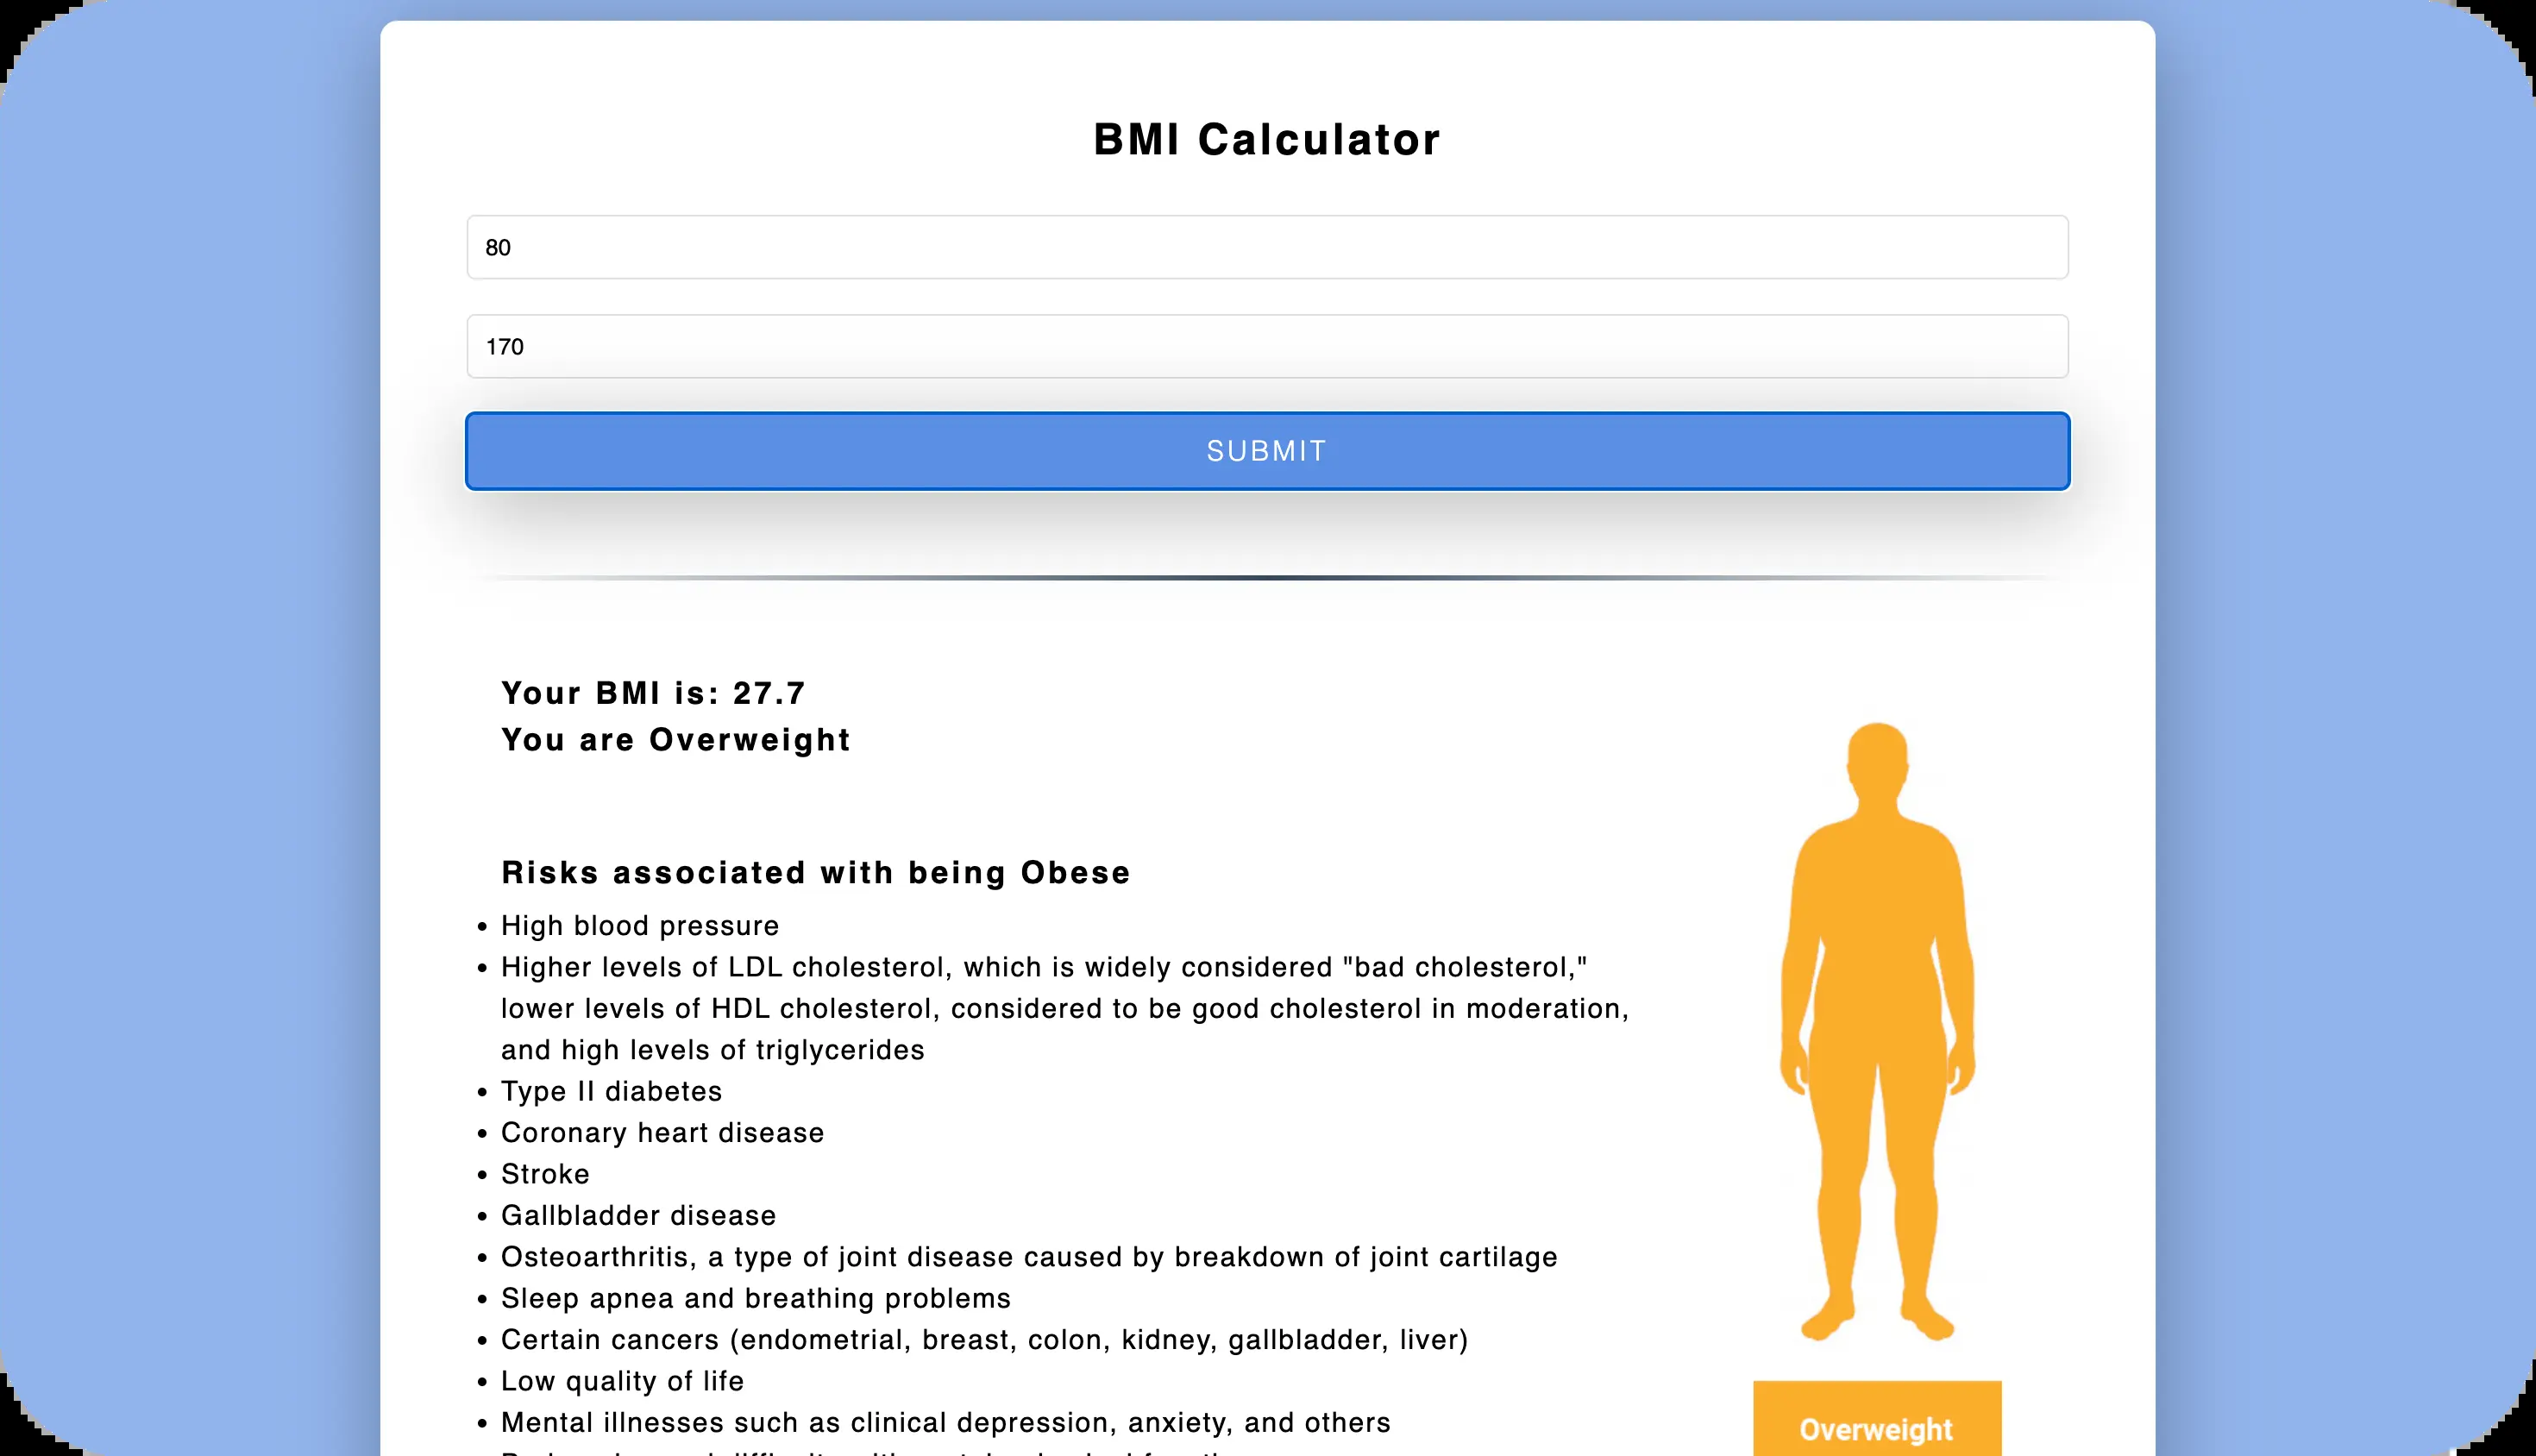 BMI Calculator
80
170
SUBMIT
Your BMI is: 27.7
You are Overweight
Risks associated with being Obese
• High blood pressure
• Higher levels of LDL cholesterol, which is widely considered "bad cholesterol,"
lower levels of HDL cholesterol, considered to be good cholesterol in moderation,
and high levels of triglycerides
• Type II diabetes
• Coronary heart disease
• Stroke
• Gallbladder disease
• Osteoarthritis, a type of joint disease caused by breakdown of joint cartilage
• Sleep apnea and breathing problems
• Certain cancers (endometrial, breast, colon, kidney, gallbladder, liver)
• Low quality of life
• Mental illnesses such as clinical depression, anxiety, and others
Overweight